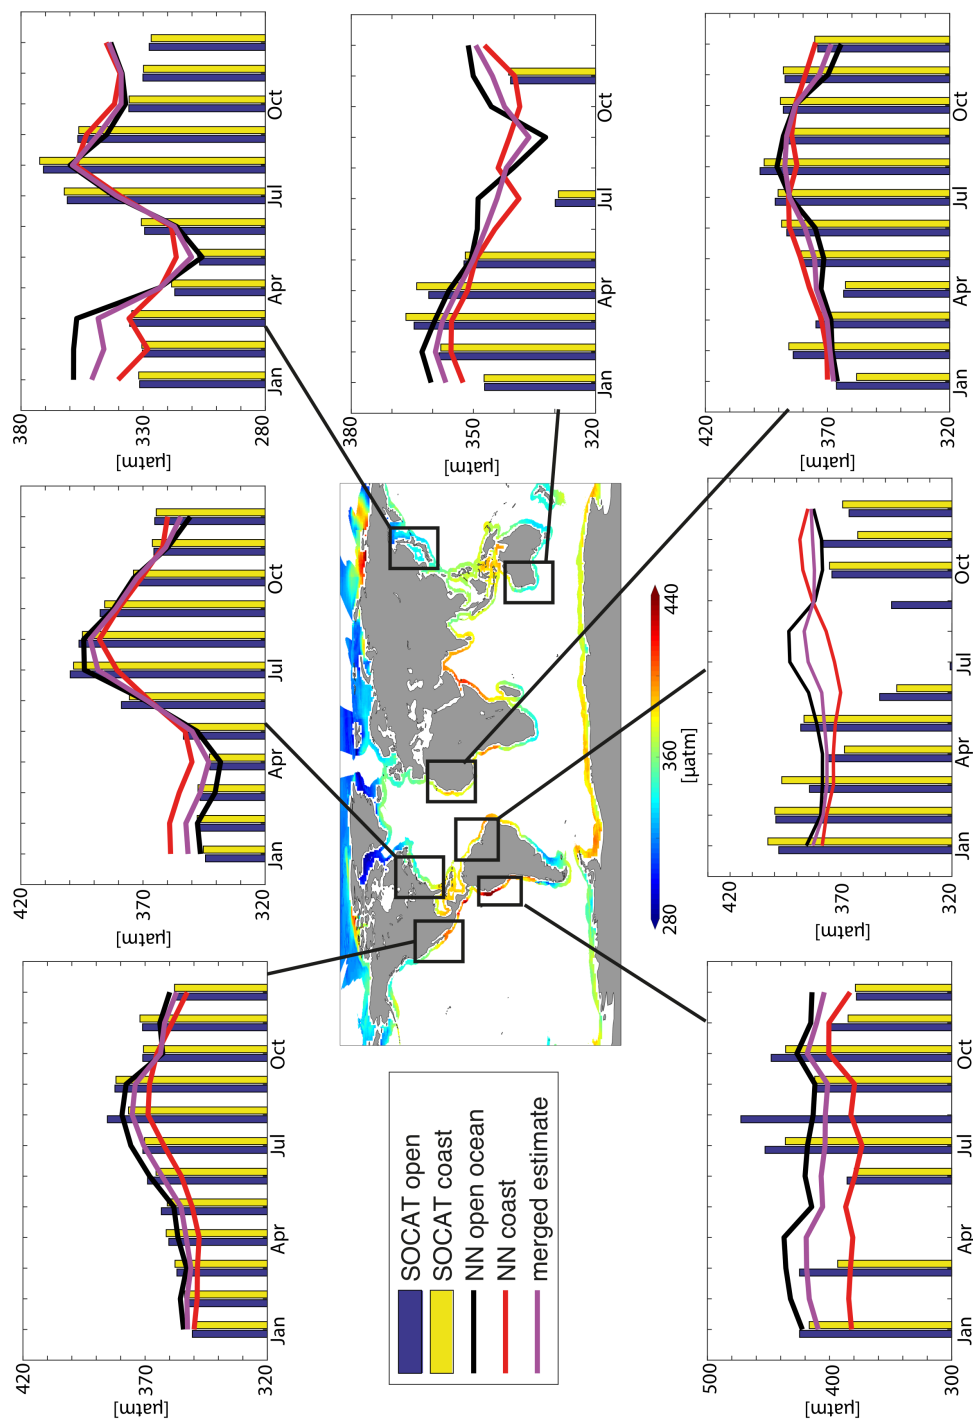 420
370
320
[µatm]
Jan
Apr
Jul
Oct
420
370
320
[µatm]
Jan
Apr
Jul
Oct
380
330
280
[µatm]
Jan
Apr
Jul
Oct
SOCAT open
SOCAT coast
NN open ocean
NN coast
merged estimate
280
360
440
[µatm]
350
320
[µatm]
Jan
Apr
Jul
Oct
500
400
300
[µatm]
Jan
Apr
Jul
Oct
420
370
320
[µatm]
Jan
Apr
Jul
Oct
420
370
320
[µatm]
Jan
Apr
Jul
Oct